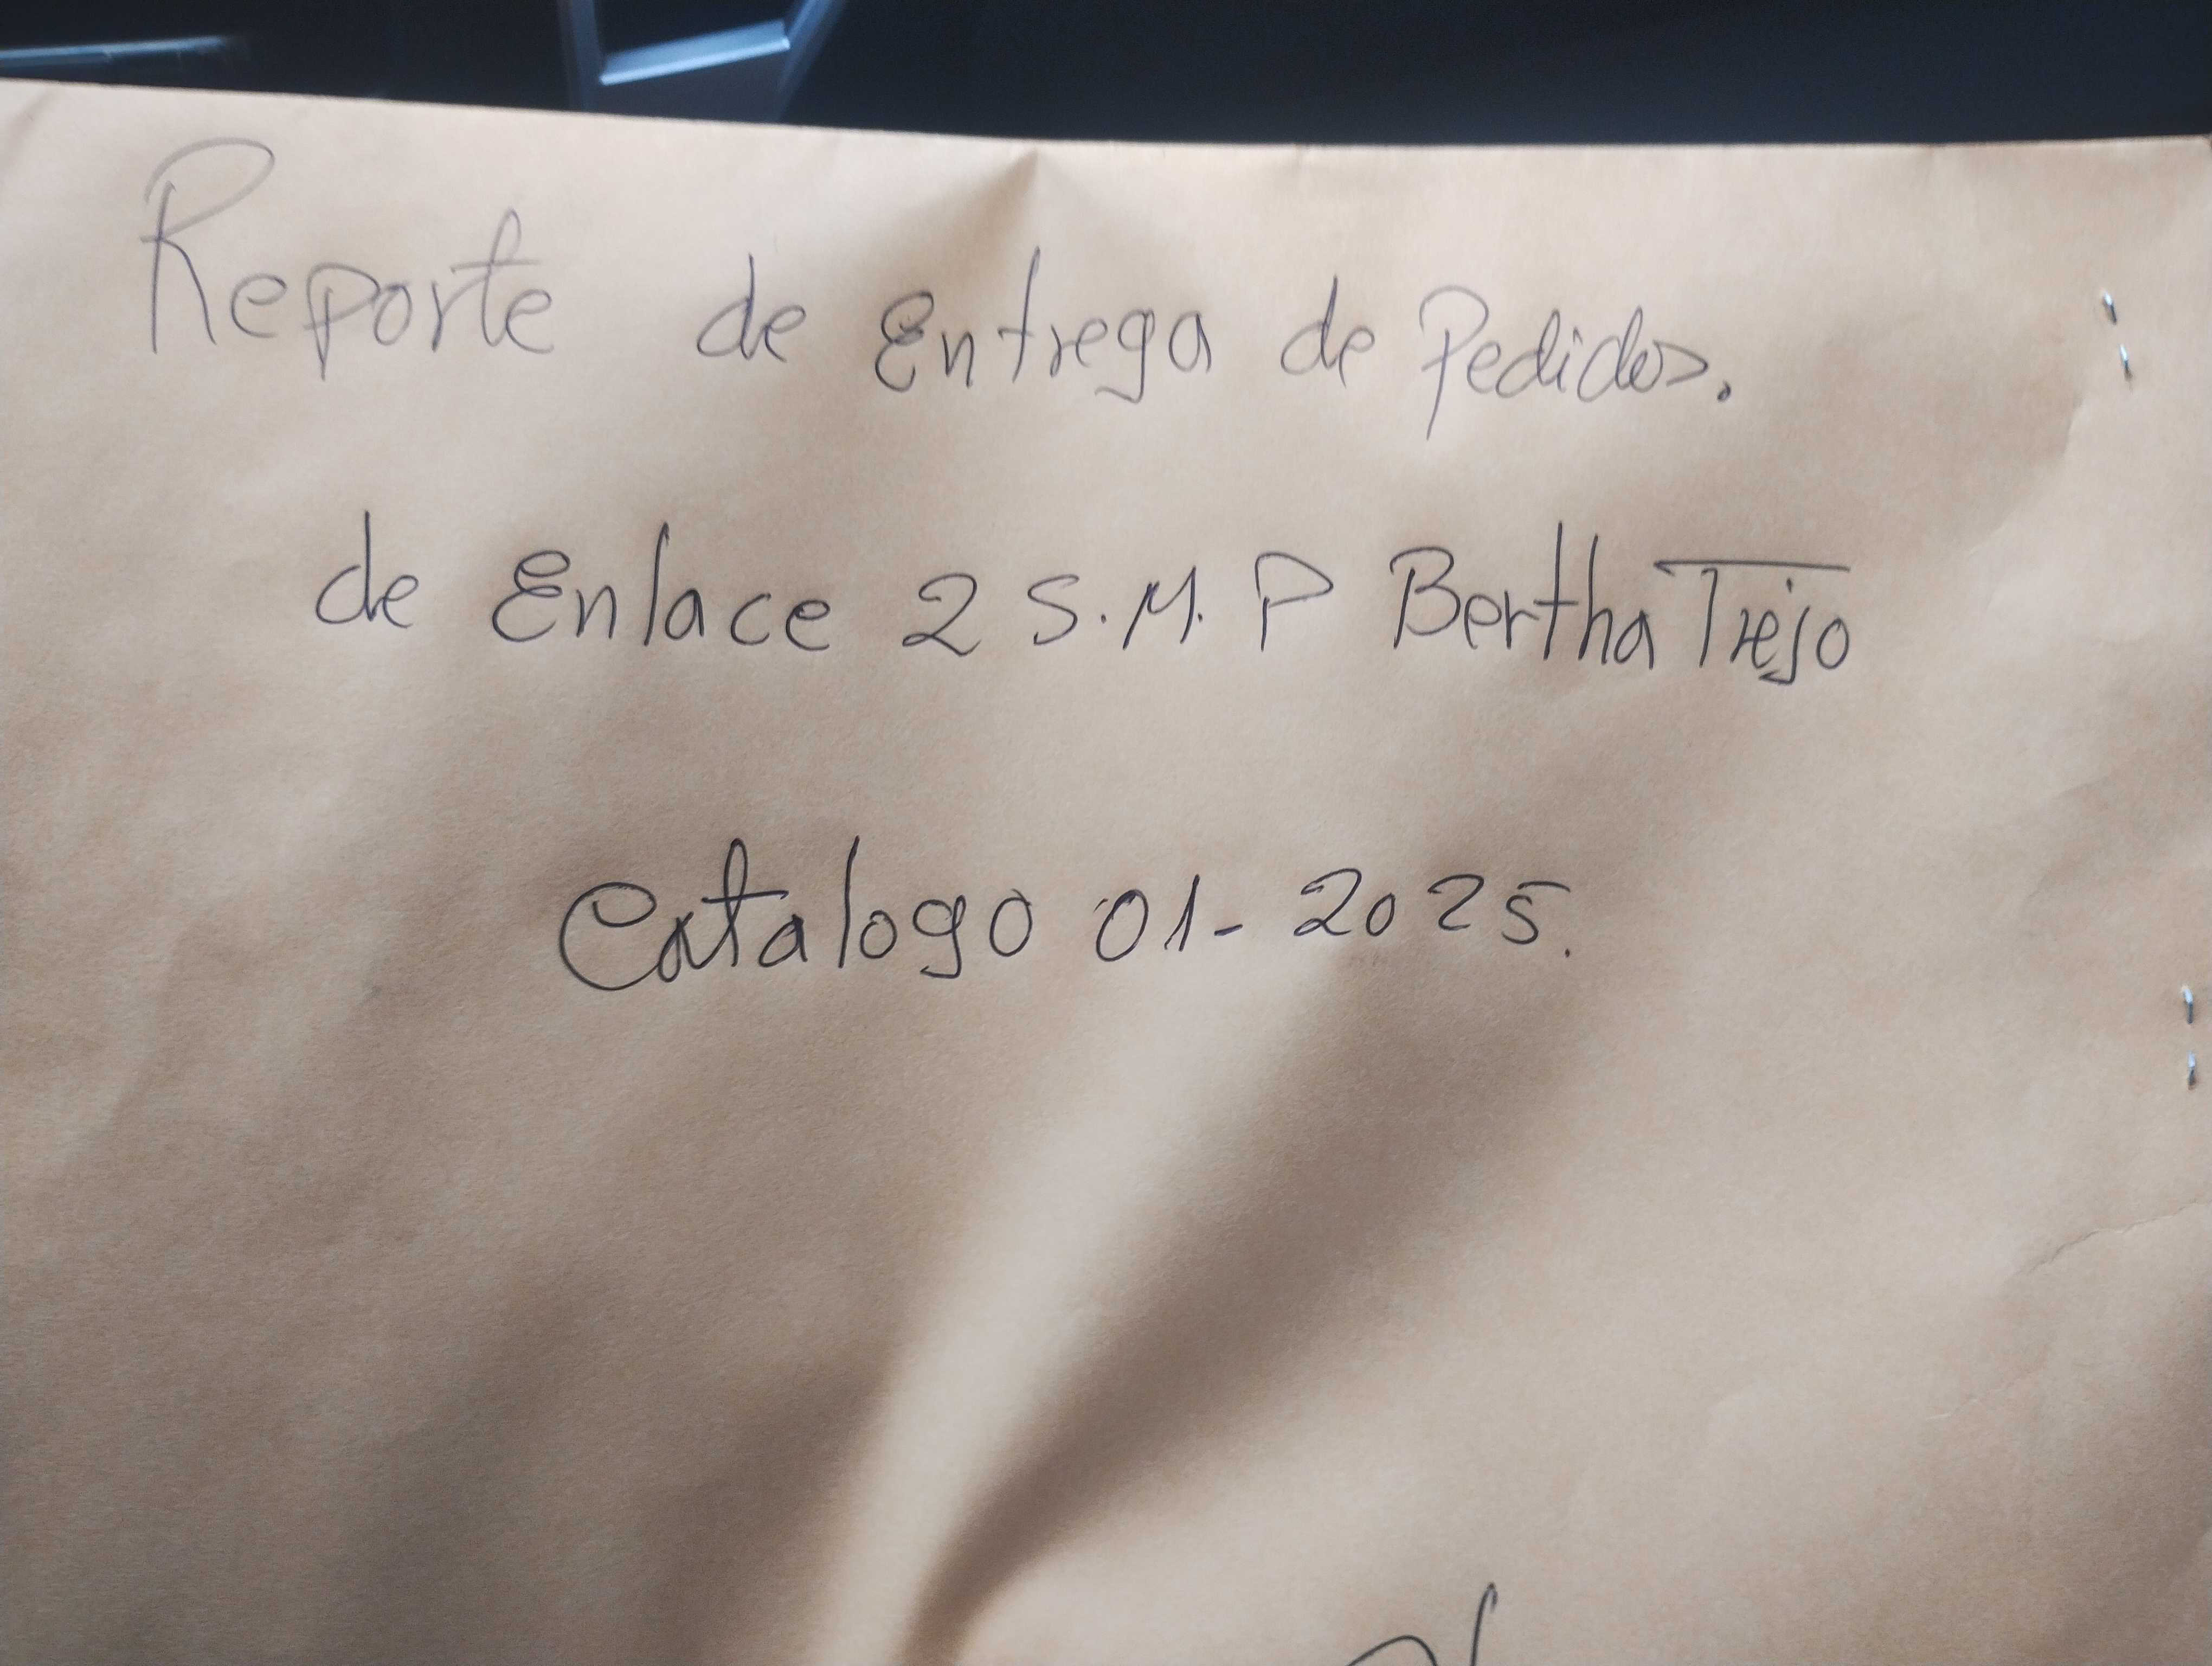 Reporte de Entrega de Pedidos.
de Enlace 2 S.M.P Bertha Trejo
Catalogo 01-2025.